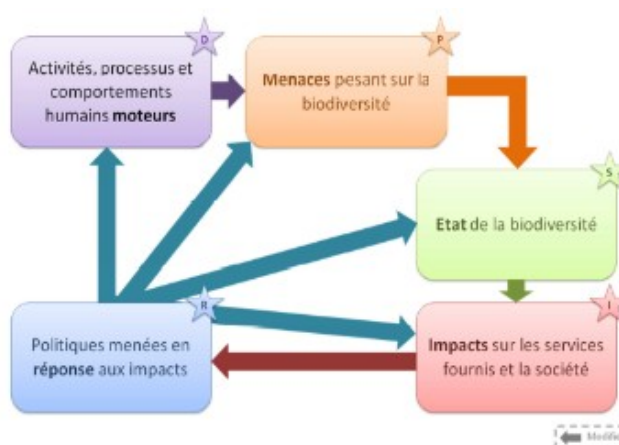 D
Activités, processus et
comportements
humains moteurs
P
Menaces pesant sur la
biodiversité
S
Etat de la biodiversité
R
Politiques menées en
réponse aux impacts
I
Impacts sur les services
fournis et la société